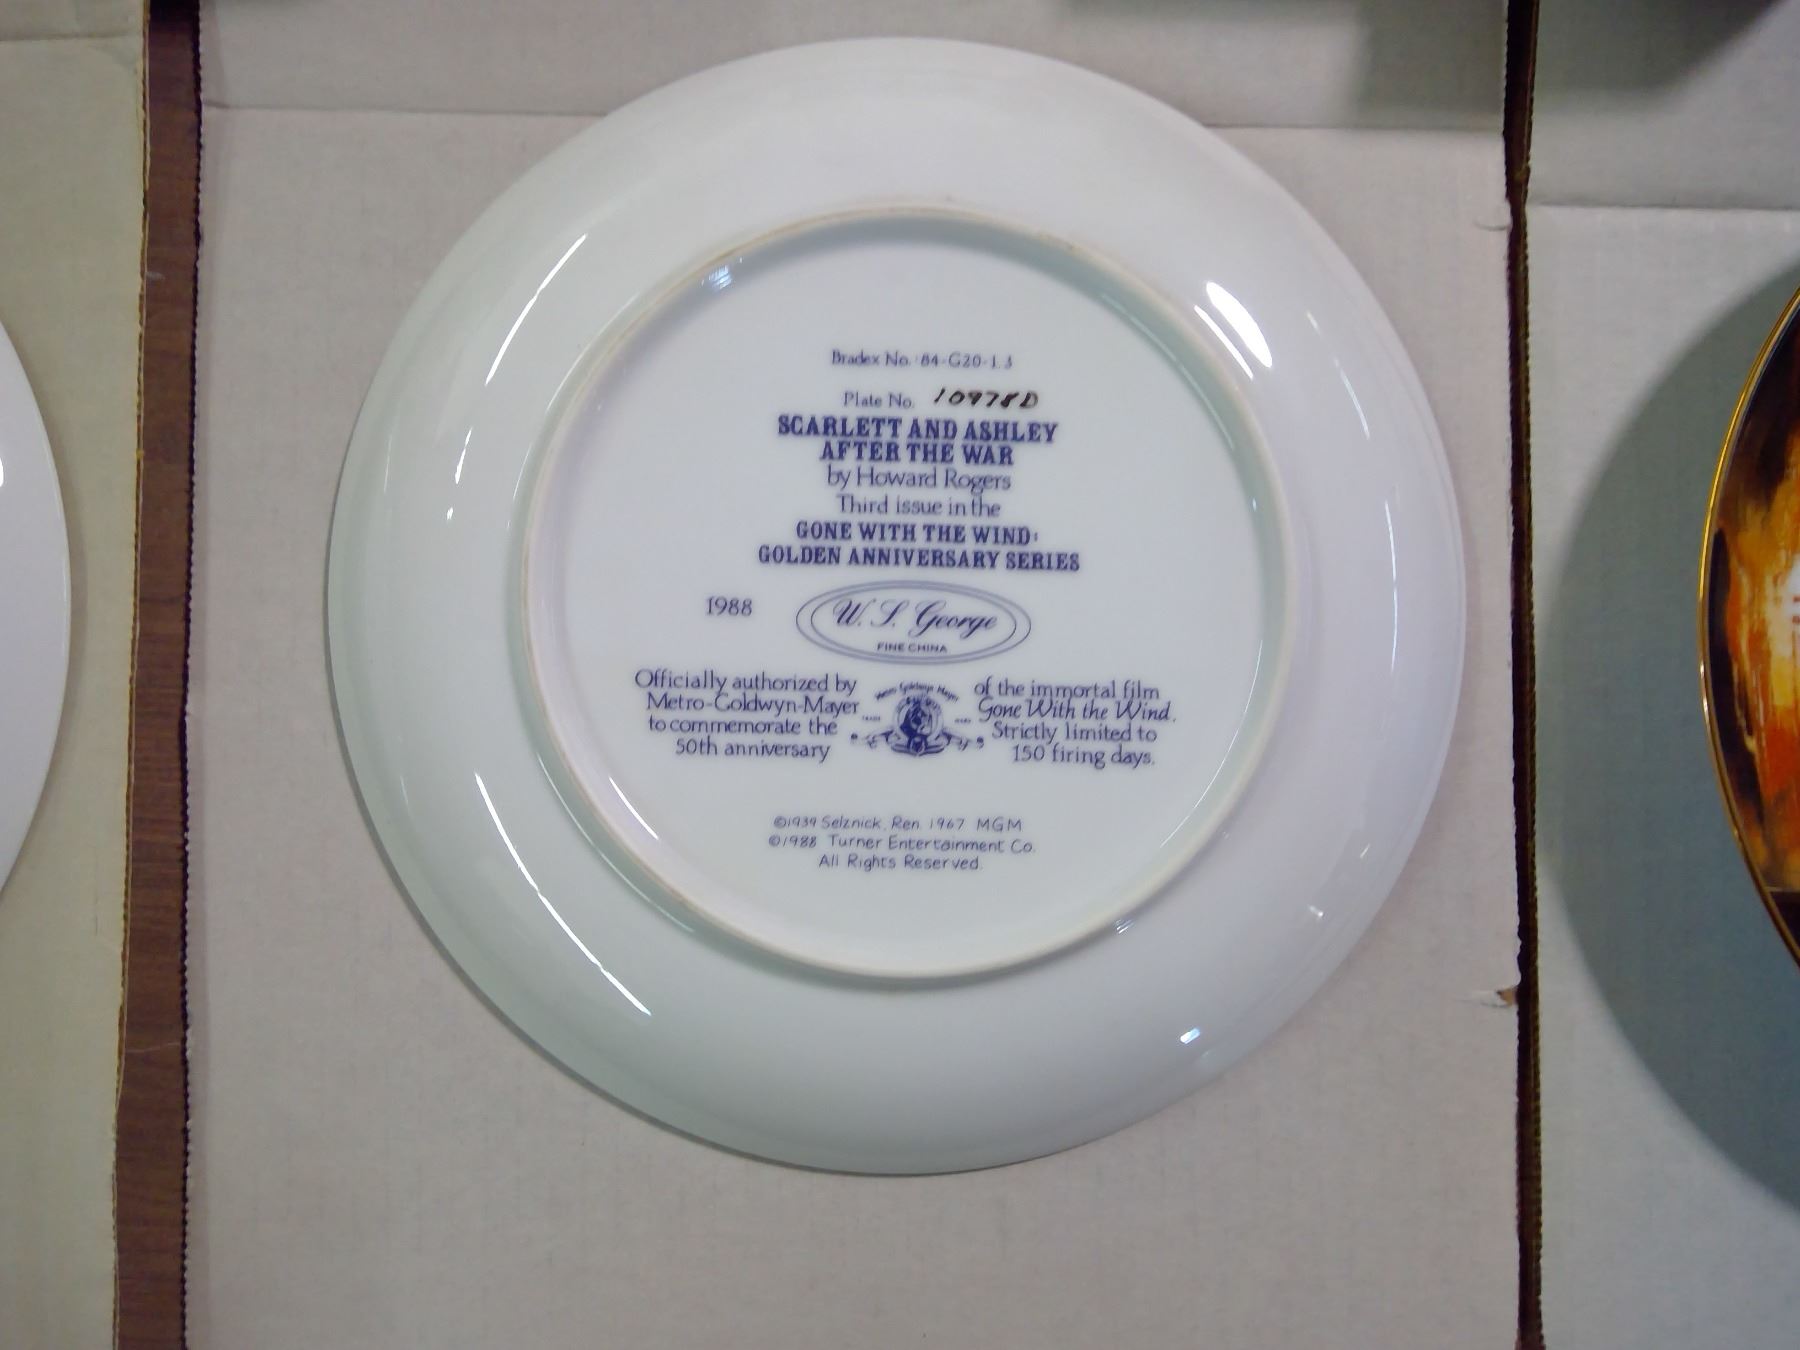 Bradex No. 84-G20-1.3
Plate No. 10978D
SCARLETT AND ASHLEY
AFTER THE WAR
by Howard Rogers
Third issue in the
GONE WITH THE WIND:
GOLDEN ANNIVERSARY SERIES
1988
W. S. George
FINE CHINA
Officially authorized by
Metro-Goldwyn-Mayer
to commemorate the
50th anniversary
Metro Goldwyn Mayer
of the immortal film
Gone With the Wind.
Strictly limited to
150 firing days.
©1939 Selznick, Ren. 1967 MGM
©1988 Turner Entertainment Co.
All Rights Reserved.